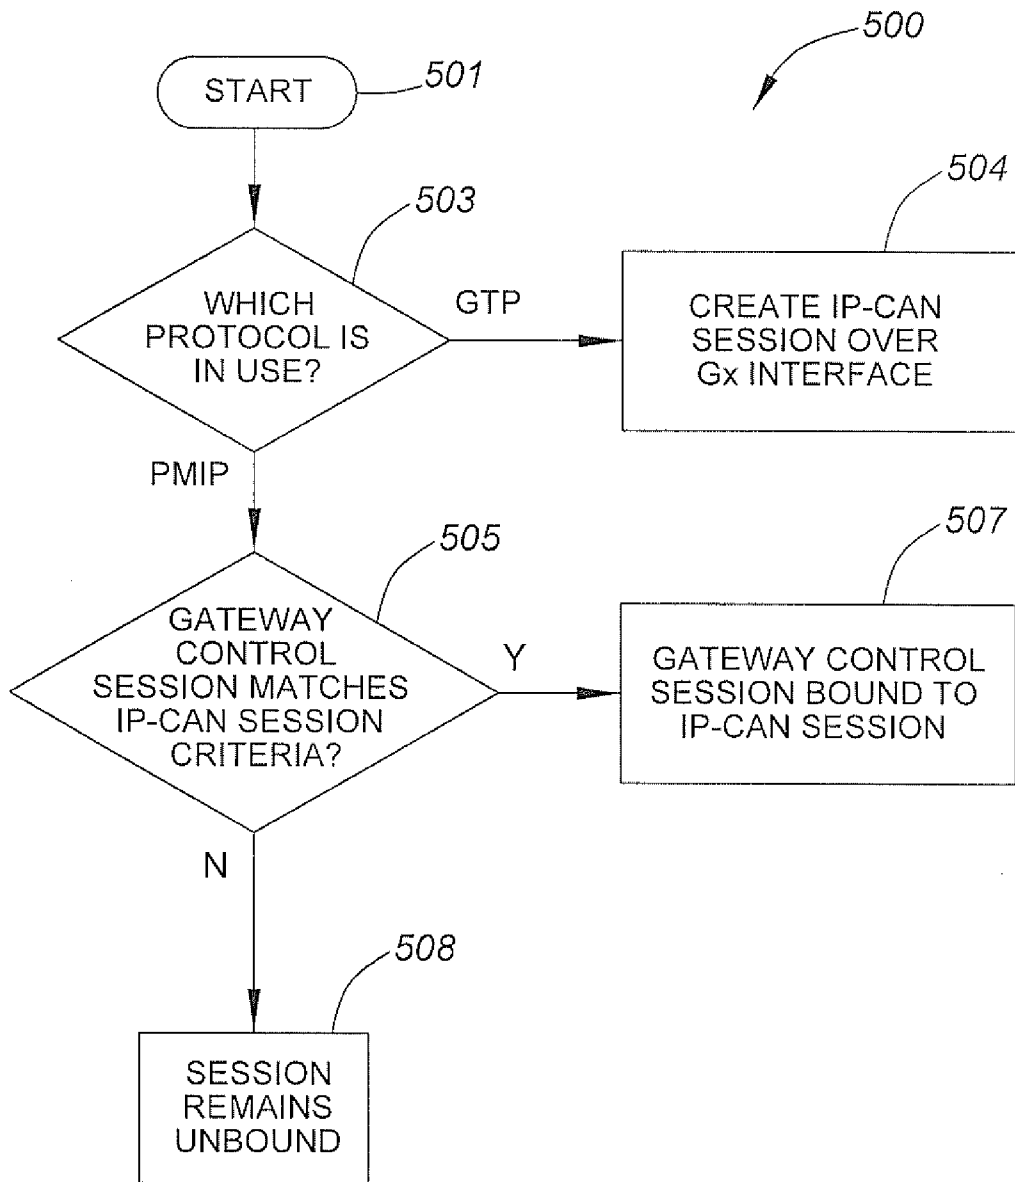 500
START
501
503
504
WHICH
PROTOCOL IS
IN USE?
GTP
CREATE IP-CAN
SESSION OVER
Gx INTERFACE
PMIP
505
507
GATEWAY
CONTROL
SESSION MATCHES
IP-CAN SESSION
CRITERIA?
Y
GATEWAY CONTROL
SESSION BOUND TO
IP-CAN SESSION
N
508
SESSION
REMAINS
UNBOUND